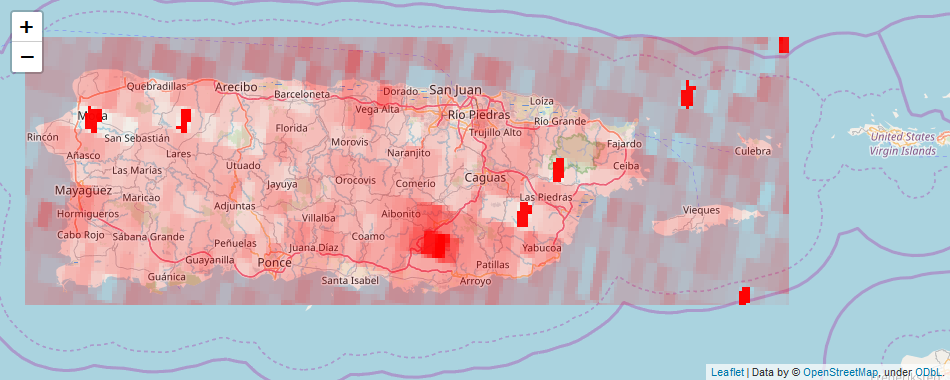 +
−
Quebradillas
Arecibo
Barceloneta
Dorado
San Juan
Loíza
Vega Alta
Río Piedras
Río Grande
San Sebastián
Florida
Trujillo Alto
Rincón
Morovis
Fajardo
Culebra
United States
Virgin Islands
Añasco
Lares
Naranjito
Utuado
Ceiba
Las Marías
Caguas
Mayagüez
Jayuya
Orocovis
Comerío
Maricao
Las Piedras
Hormigueros
Adjuntas
Villalba
Aibonito
Vieques
Cabo Rojo
Sábana Grande
Peñuelas
Juana Díaz
Coamo
Yabucoa
Guayanilla
Ponce
Patillas
Guánica
Santa Isabel
Arroyo
Leaflet | Data by © OpenStreetMap, under ODbL.